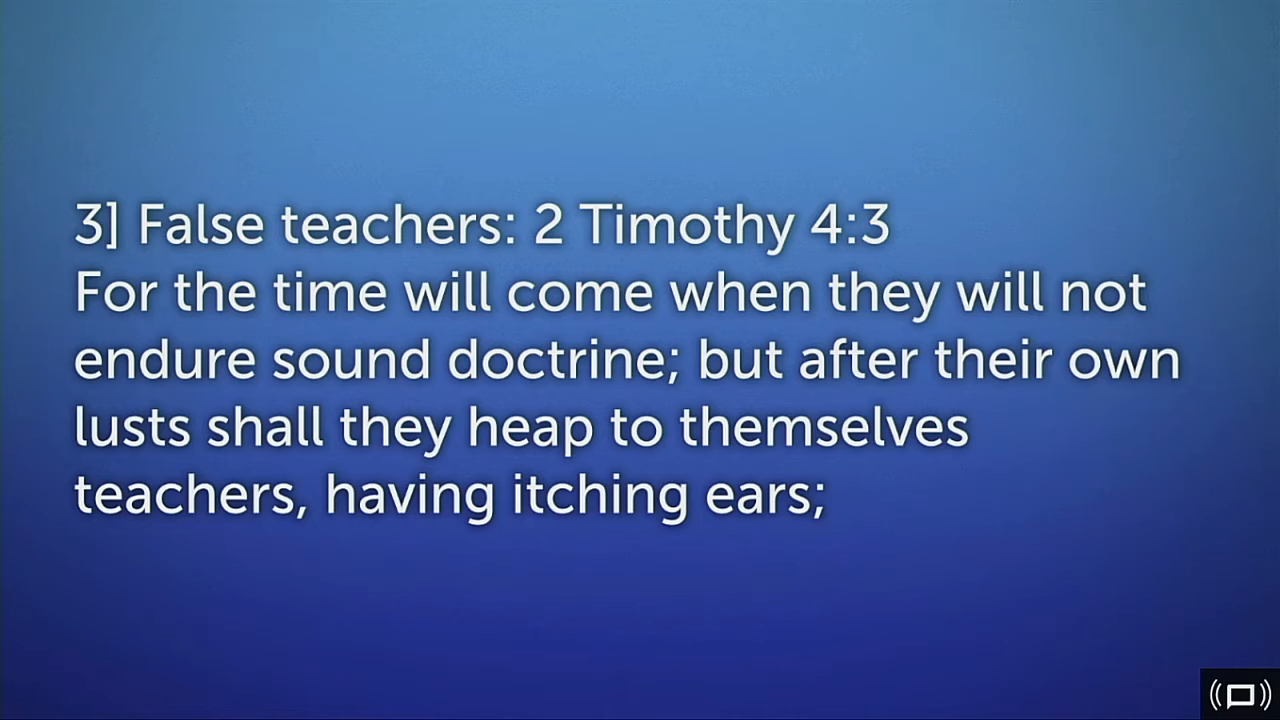 3] False teachers: 2 Timothy 4:3
For the time will come when they will not
endure sound doctrine; but after their own
lusts shall they heap to themselves
teachers, having itching ears;